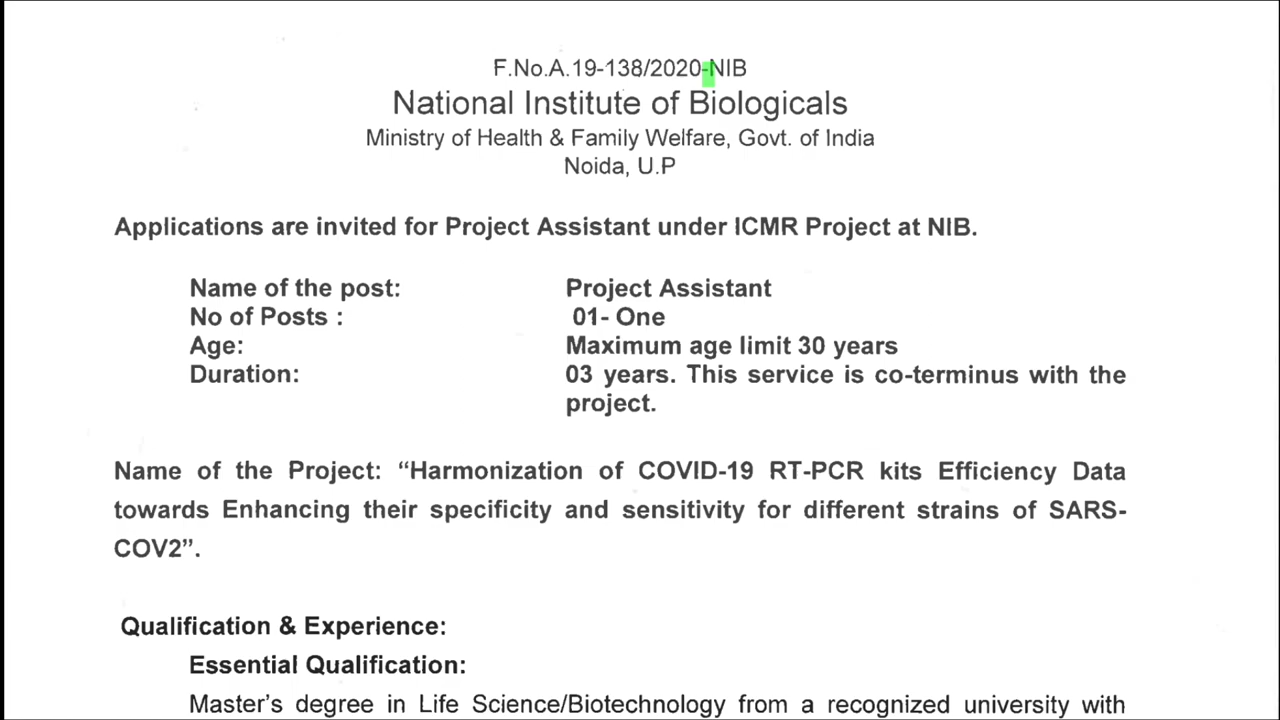 F.No.A.19-138/2020-NIB
National Institute of Biologicals
Ministry of Health & Family Welfare, Govt. of India
Noida, U.P
Applications are invited for Project Assistant under ICMR Project at NIB.
Name of the post: Project Assistant
No of Posts : 01- One
Age: Maximum age limit 30 years
Duration: 03 years. This service is co-terminus with the
project.
Name of the Project: “Harmonization of COVID-19 RT-PCR kits Efficiency Data
towards Enhancing their specificity and sensitivity for different strains of SARS-
COV2”.
Qualification & Experience:
Essential Qualification:
Master’s degree in Life Science/Biotechnology from a recognized university with